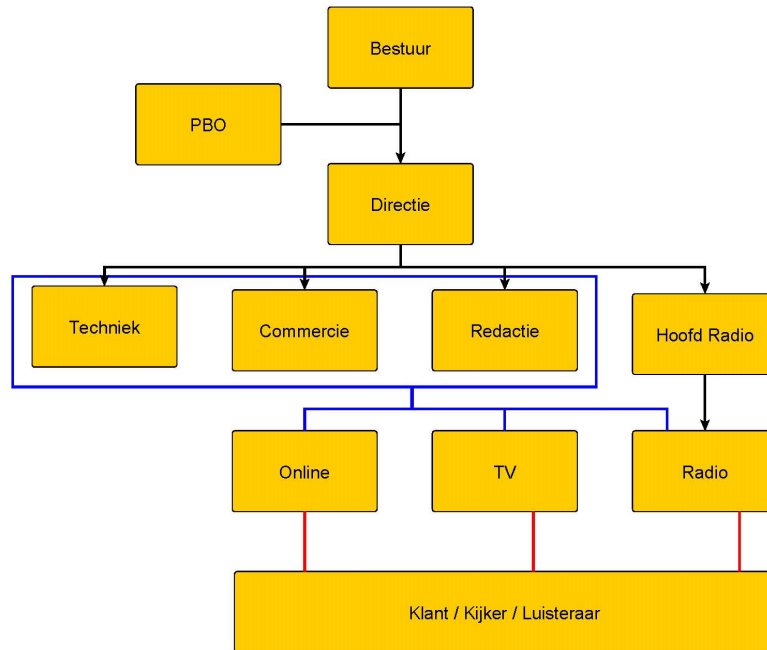 Bestuur
PBO
Directie
Techniek
Commercie
Redactie
Hoofd Radio
Online
TV
Radio
Klant / Kijker / Luisteraar